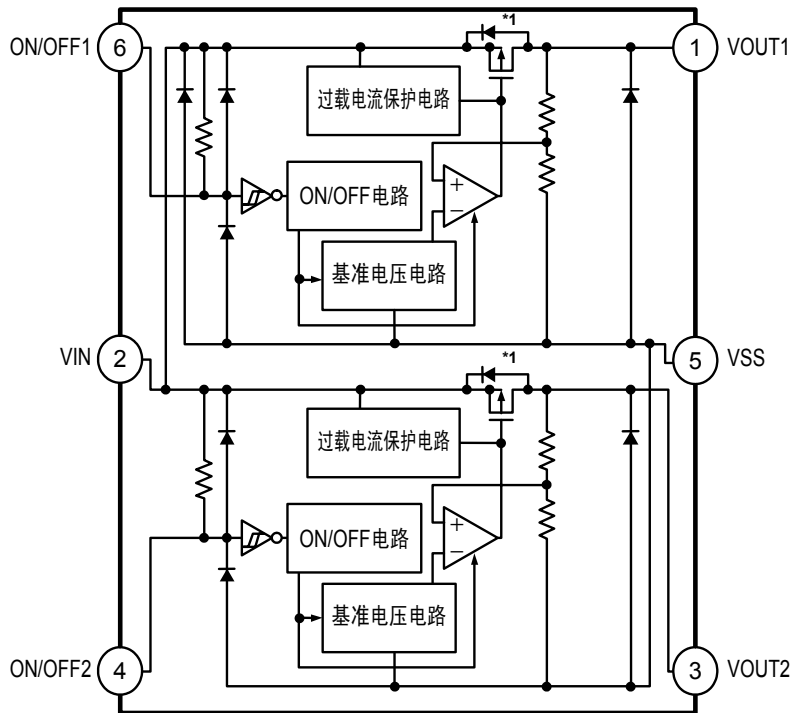 *1
ON/OFF1 6
1 VOUT1
过载电流保护电路
+
−
ON/OFF电路
基准电压电路
VIN 2
*1
5 VSS
过载电流保护电路
+
−
ON/OFF电路
基准电压电路
ON/OFF2 4
3 VOUT2